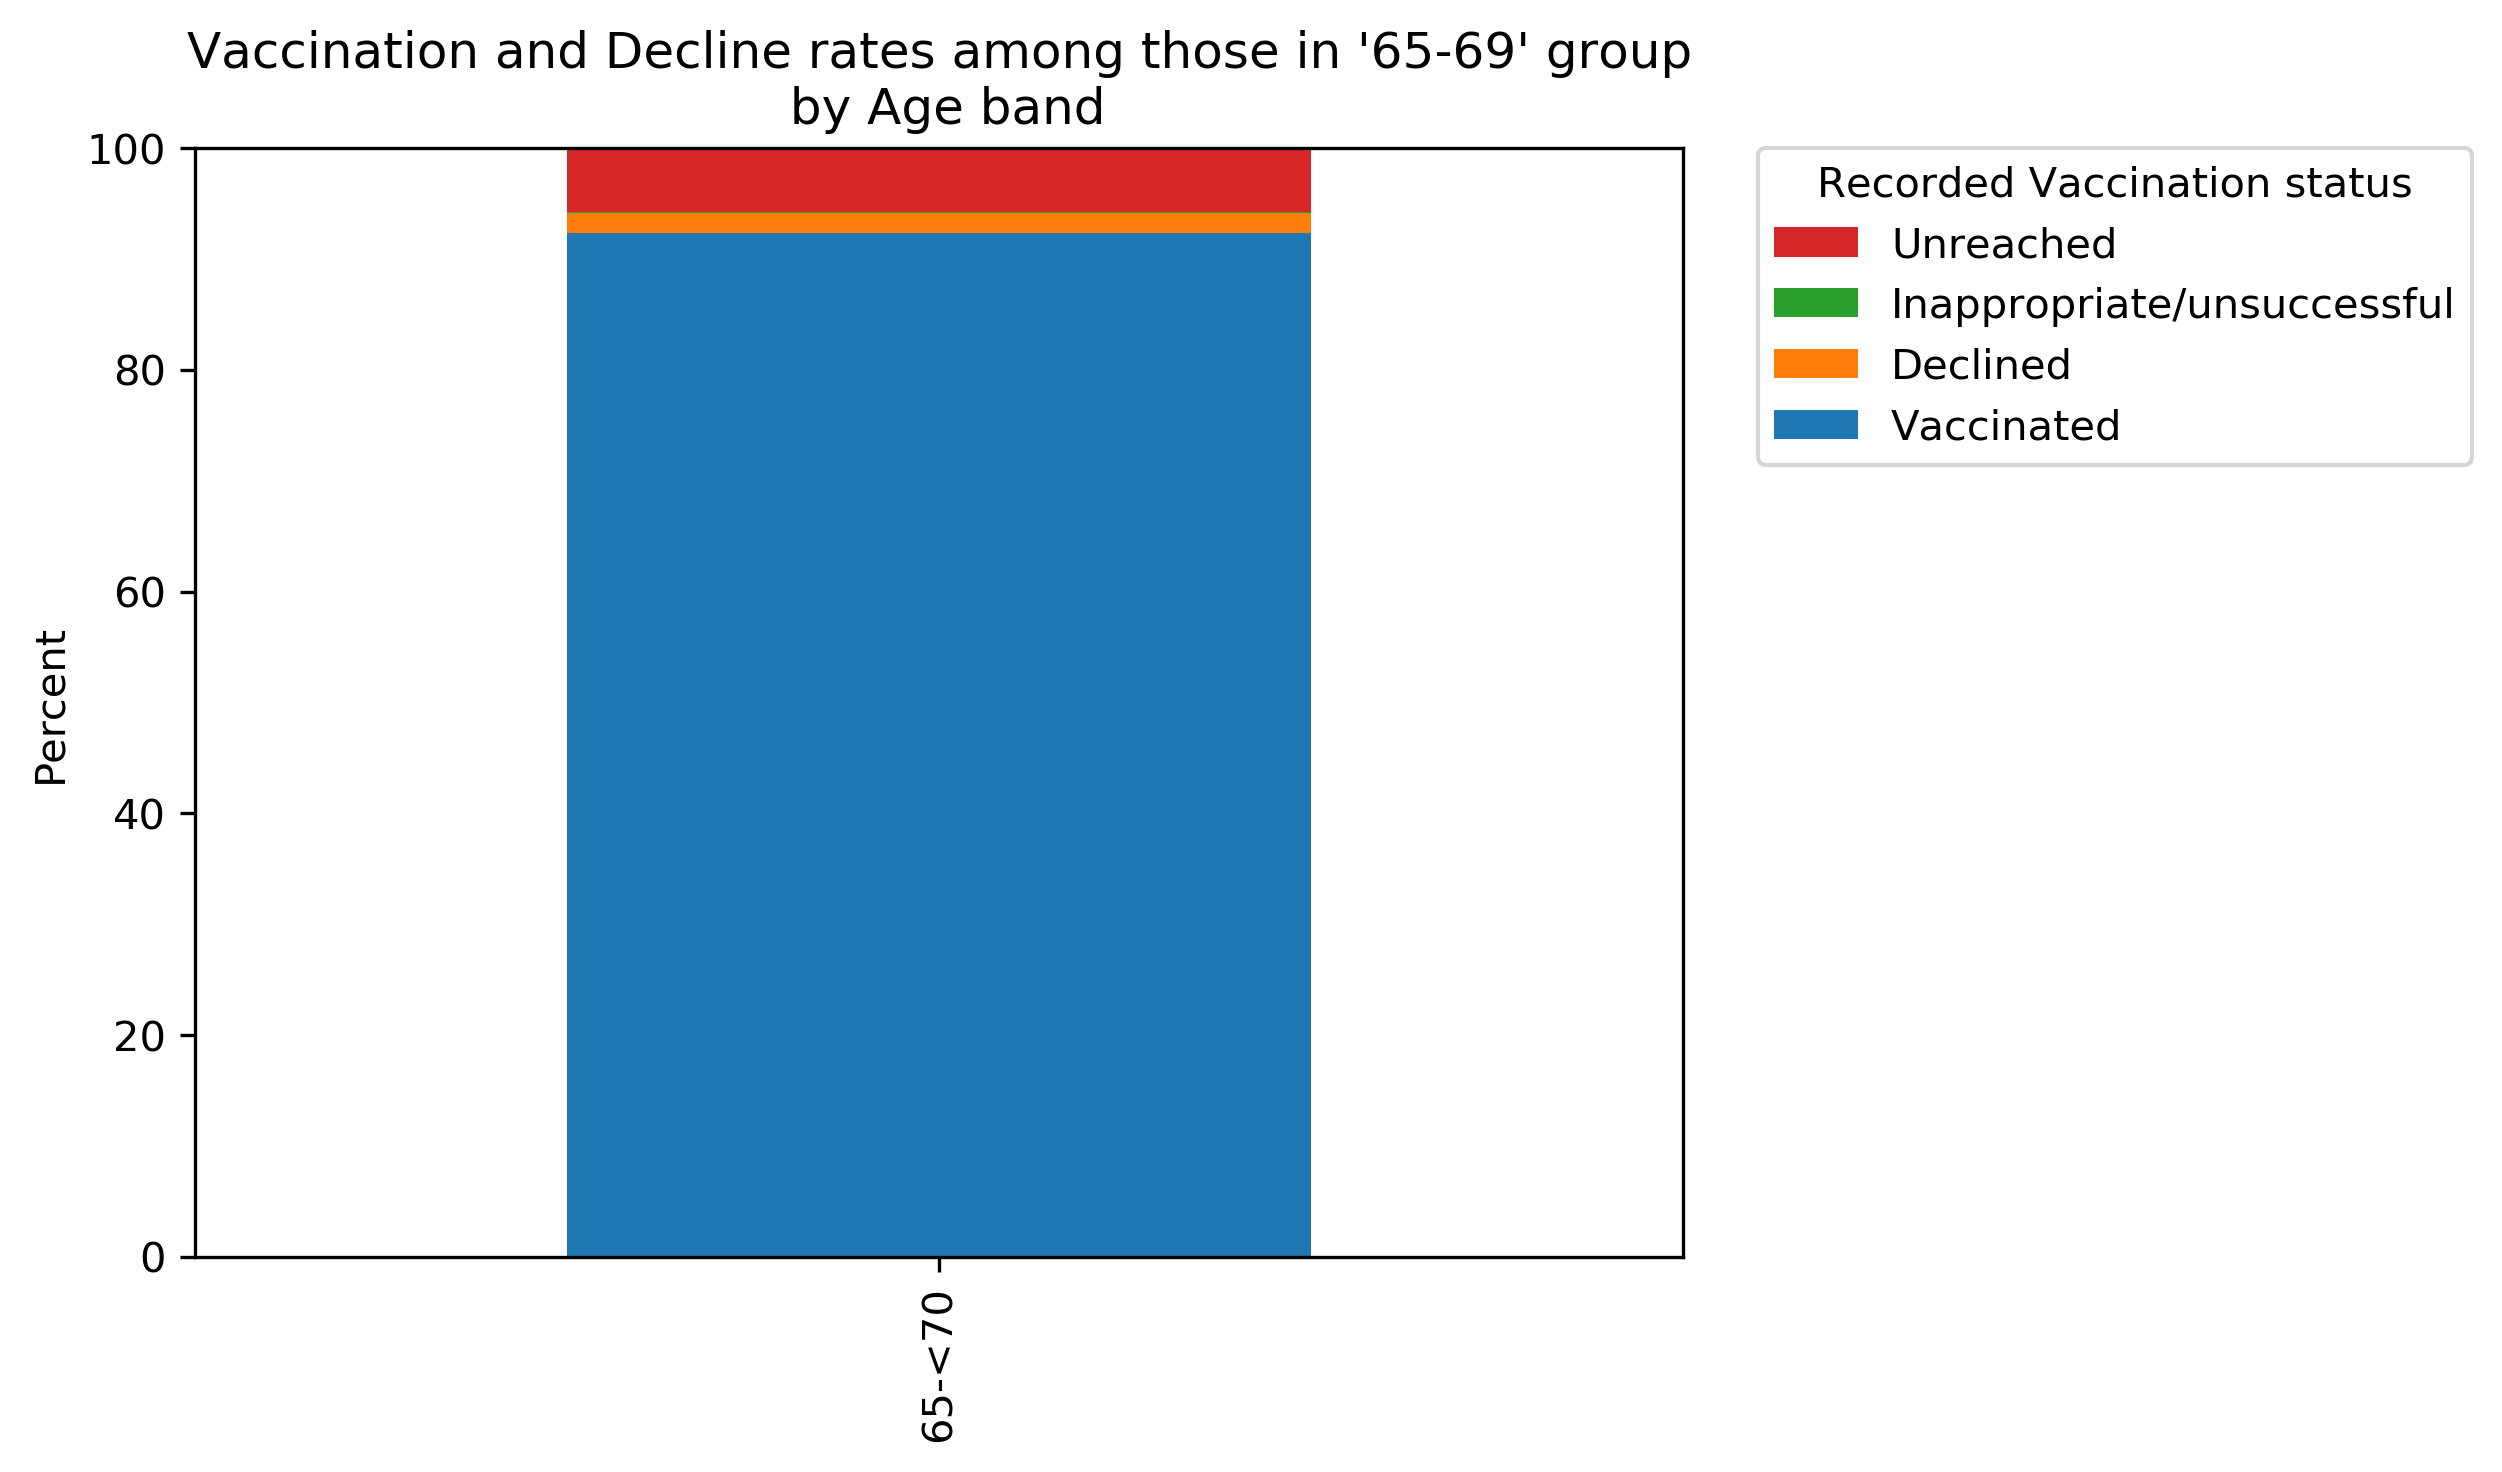 Vaccination and Decline rates among those in '65-69' group
by Age band
100
80
60
40
20
0
Percent
65-<70
Recorded Vaccination status
Unreached
Inappropriate/unsuccessful
Declined
Vaccinated